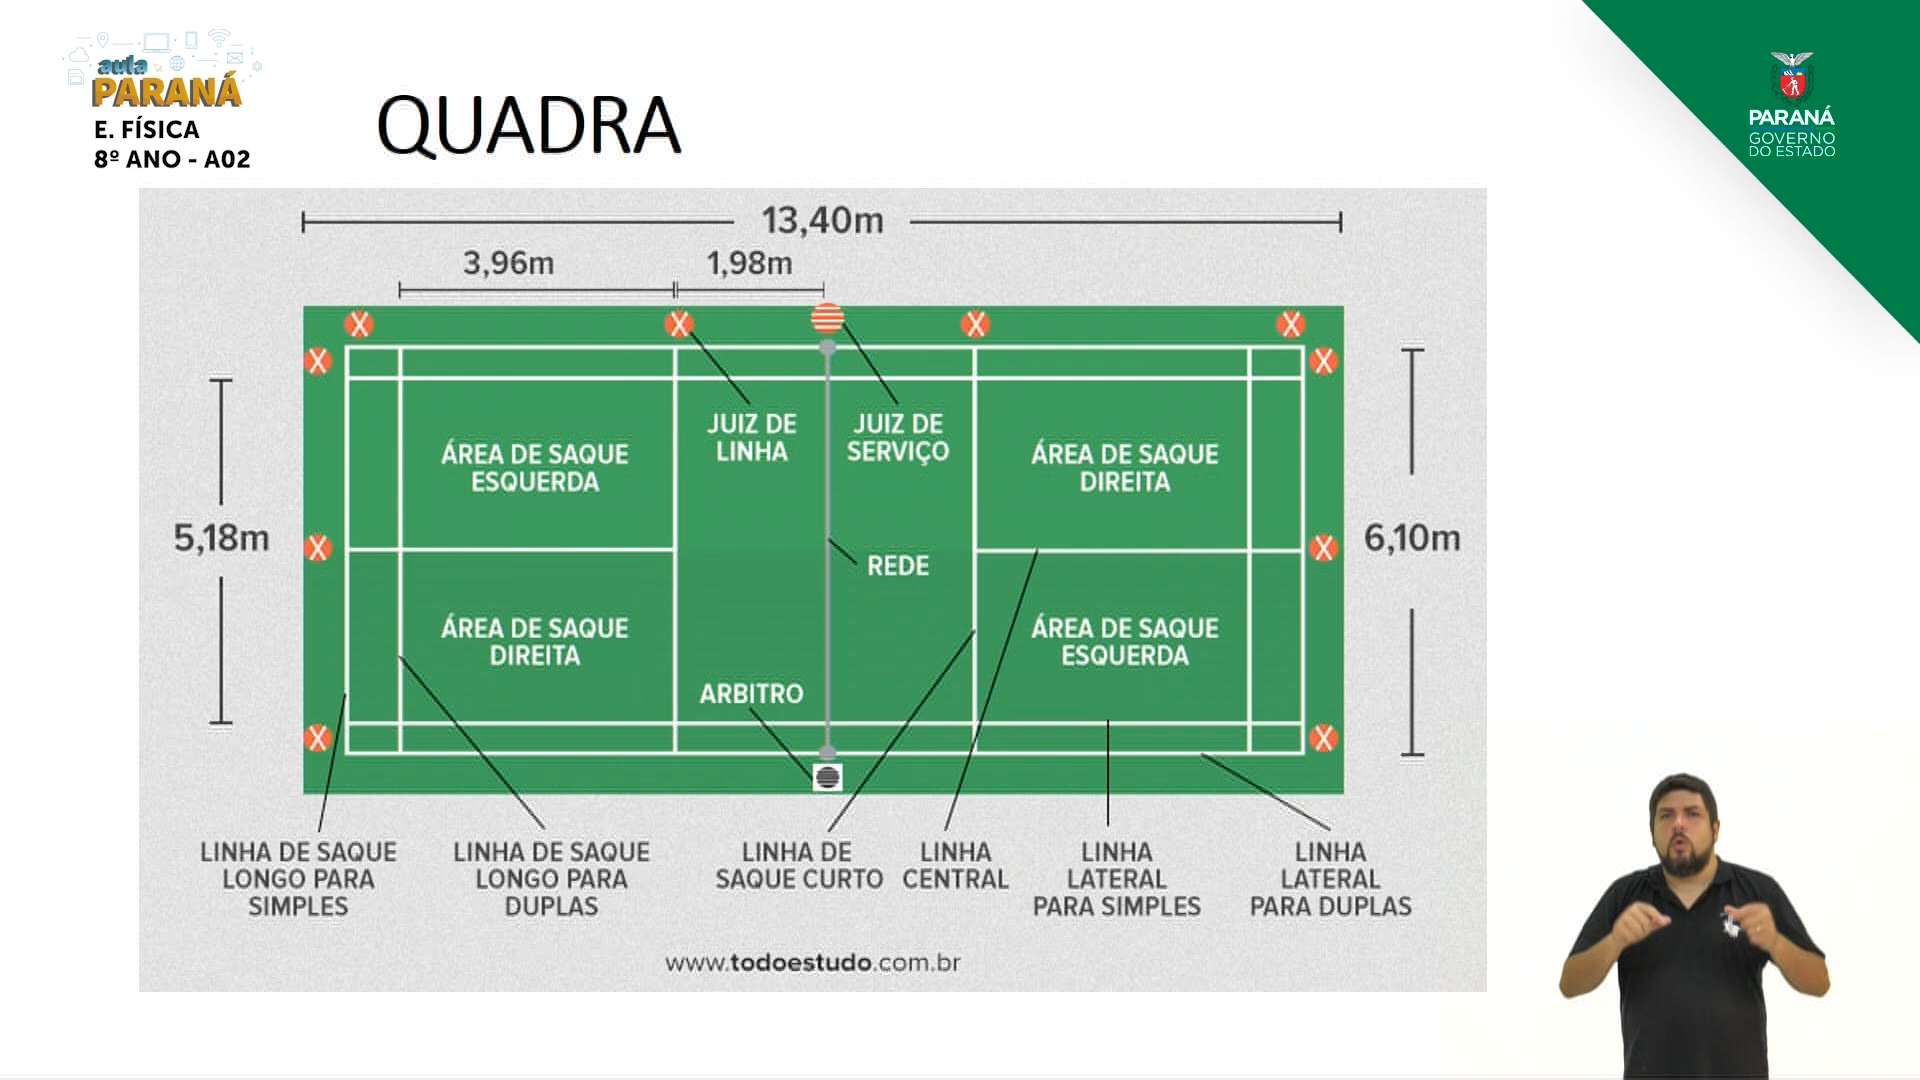 aula
PARANÁ
E. FÍSICA
8º ANO - A02
QUADRA
PARANÁ
GOVERNO
DO ESTADO
13,40m
3,96m
1,98m
X
X
X
X
X
X
JUIZ DE
LINHA
JUIZ DE
SERVIÇO
ÁREA DE SAQUE
ESQUERDA
ÁREA DE SAQUE
DIREITA
5,18m
X
REDE
X
6,10m
ÁREA DE SAQUE
DIREITA
ÁREA DE SAQUE
ESQUERDA
ARBITRO
X
X
LINHA DE SAQUE
LONGO PARA
SIMPLES
LINHA DE SAQUE
LONGO PARA
DUPLAS
LINHA DE
SAQUE CURTO
LINHA
CENTRAL
LINHA
LATERAL
PARA SIMPLES
LINHA
LATERAL
PARA DUPLAS
www.todoestudo.com.br